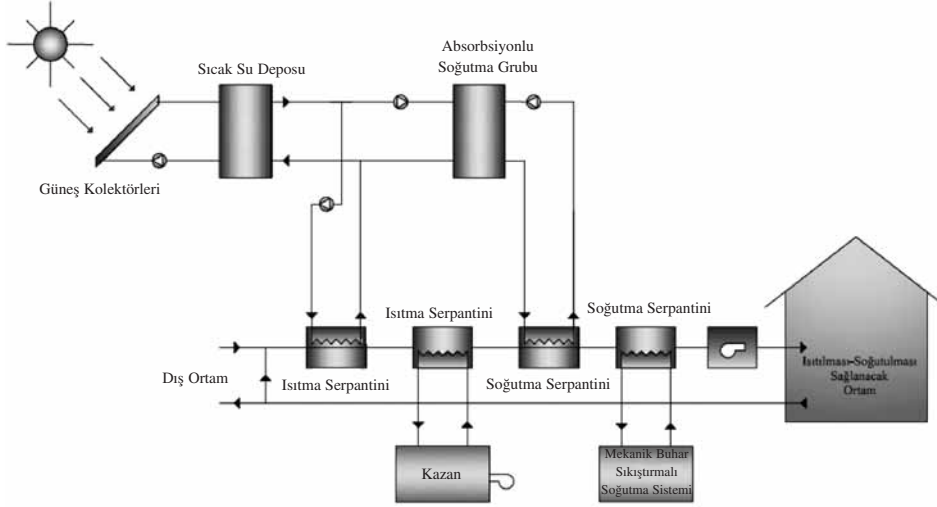 Absorbsiyonlu
Soğutma Grubu
Sıcak Su Deposu
Güneş Kolektörleri
Isıtma Serpantini
Soğutma Serpantini
Isıtma Serpantini
Soğutma Serpantini
Dış Ortam
Isıtılması-Soğutulması
Sağlanacak
Ortam
Kazan
Mekanik Buhar
Sıkıştırmalı
Soğutma Sistemi